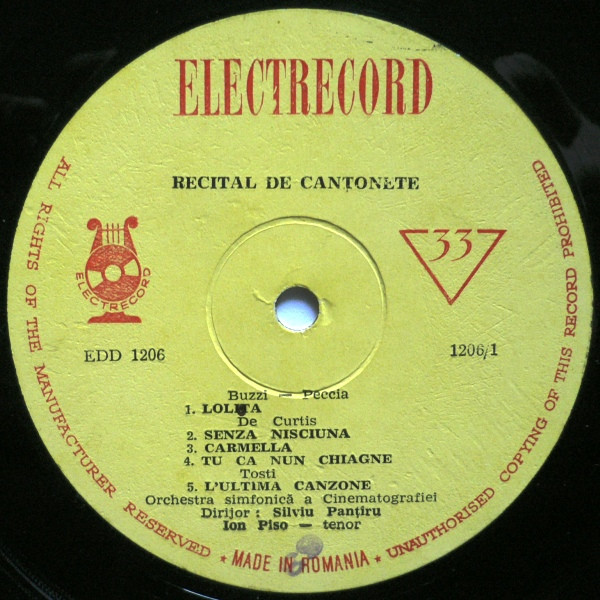 ELECTRECORD
RECITAL DE CANȚONETE
ELECTRECORD
33
EDD 1206
1206/1
Buzzi — Peccia
1. LOLITA
De Curtis
2. SENZA NISCIUNA
3. CARMELLA
4. TU CA NUN CHIAGNE
Tosti
5. L'ULTIMA CANZONE
Orchestra simfonică a Cinematografiei
Dirijor : Silviu Panțiru
Ion Piso — tenor
ALL RIGHTS OF THE MANUFACTURER RESERVED ★ MADE IN ROMANIA ★ UNAUTHORISED COPYING OF THIS RECORD PROHIBITED